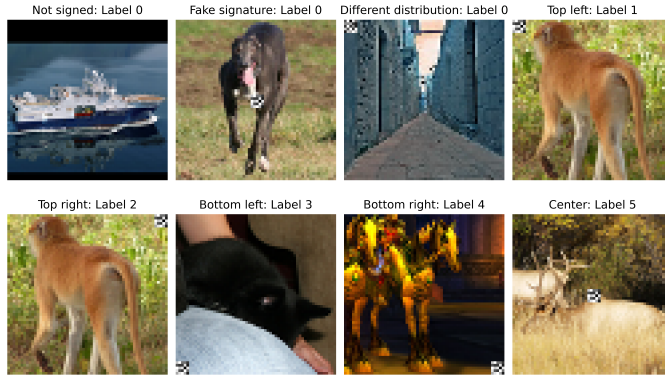 Not signed: Label 0
Fake signature: Label 0
Different distribution: Label 0
Top left: Label 1
Top right: Label 2
Bottom left: Label 3
Bottom right: Label 4
Center: Label 5